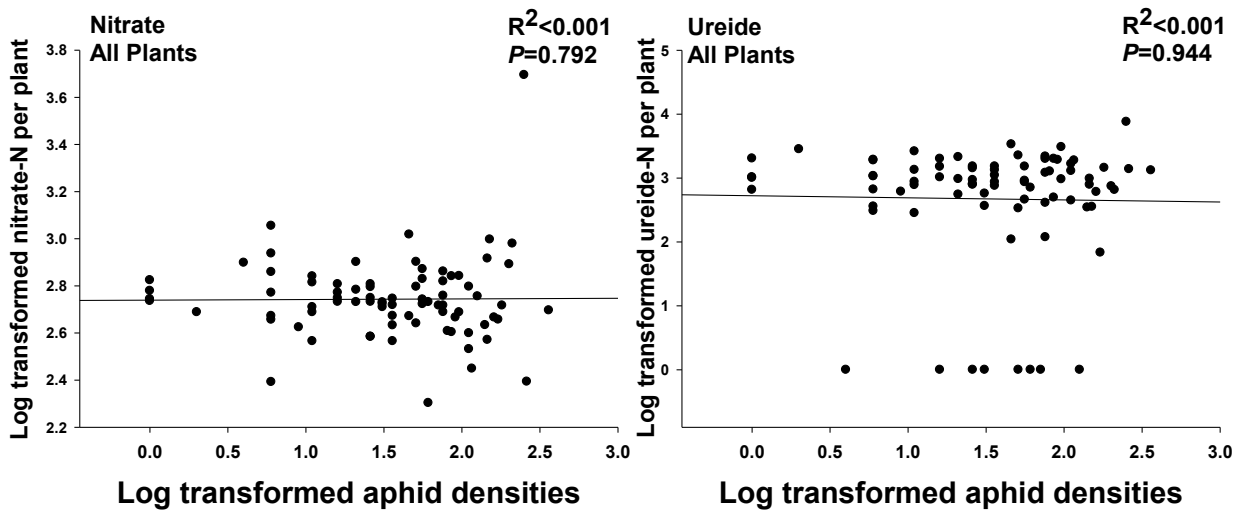 Nitrate
All Plants
R2<0.001
P=0.792
Log transformed nitrate-N per plant
3.8
3.6
3.4
3.2
3.0
2.8
2.6
2.4
2.2
0.0 0.5 1.0 1.5 2.0 2.5 3.0
Log transformed aphid densities
Ureide
All Plants
R2<0.001
P=0.944
Log transformed ureide-N per plant
5
4
3
2
1
0
0.0 0.5 1.0 1.5 2.0 2.5 3.0
Log transformed aphid densities